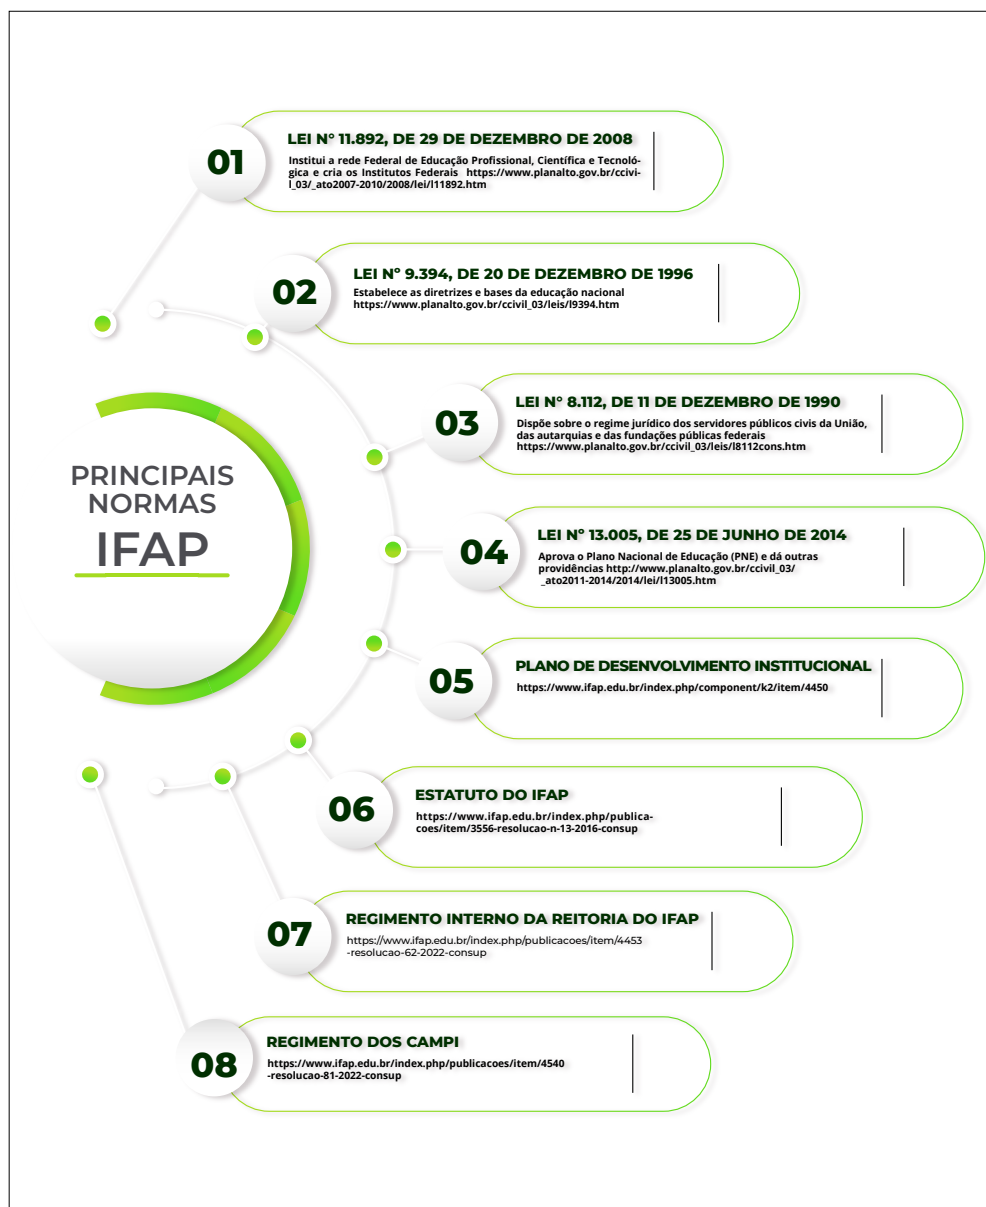 01
LEI N° 11.892, DE 29 DE DEZEMBRO DE 2008
Institui a rede Federal de Educação Profissional, Científica e Tecnoló-
gica e cria os Institutos Federais https://www.planalto.gov.br/ccivi-
l_03/_ato2007-2010/2008/lei/l11892.htm
02
LEI Nº 9.394, DE 20 DE DEZEMBRO DE 1996
Estabelece as diretrizes e bases da educação nacional
https://www.planalto.gov.br/ccivil_03/leis/l9394.htm
03
LEI N° 8.112, DE 11 DE DEZEMBRO DE 1990
Dispõe sobre o regime jurídico dos servidores públicos civis da União,
das autarquias e das fundações públicas federais
https://www.planalto.gov.br/ccivil_03/leis/l8112cons.htm
PRINCIPAIS
NORMAS
IFAP
04
LEI Nº 13.005, DE 25 DE JUNHO DE 2014
Aprova o Plano Nacional de Educação (PNE) e dá outras
providências http://www.planalto.gov.br/ccivil_03/
_ato2011-2014/2014/lei/l13005.htm
05
PLANO DE DESENVOLVIMENTO INSTITUCIONAL
https://www.ifap.edu.br/index.php/component/k2/item/4450
06
ESTATUTO DO IFAP
https://www.ifap.edu.br/index.php/publica-
coes/item/3556-resolucao-n-13-2016-consup
07
REGIMENTO INTERNO DA REITORIA DO IFAP
https://www.ifap.edu.br/index.php/publicacoes/item/4453
-resolucao-62-2022-consup
08
REGIMENTO DOS CAMPI
https://www.ifap.edu.br/index.php/publicacoes/item/4540
-resolucao-81-2022-consup